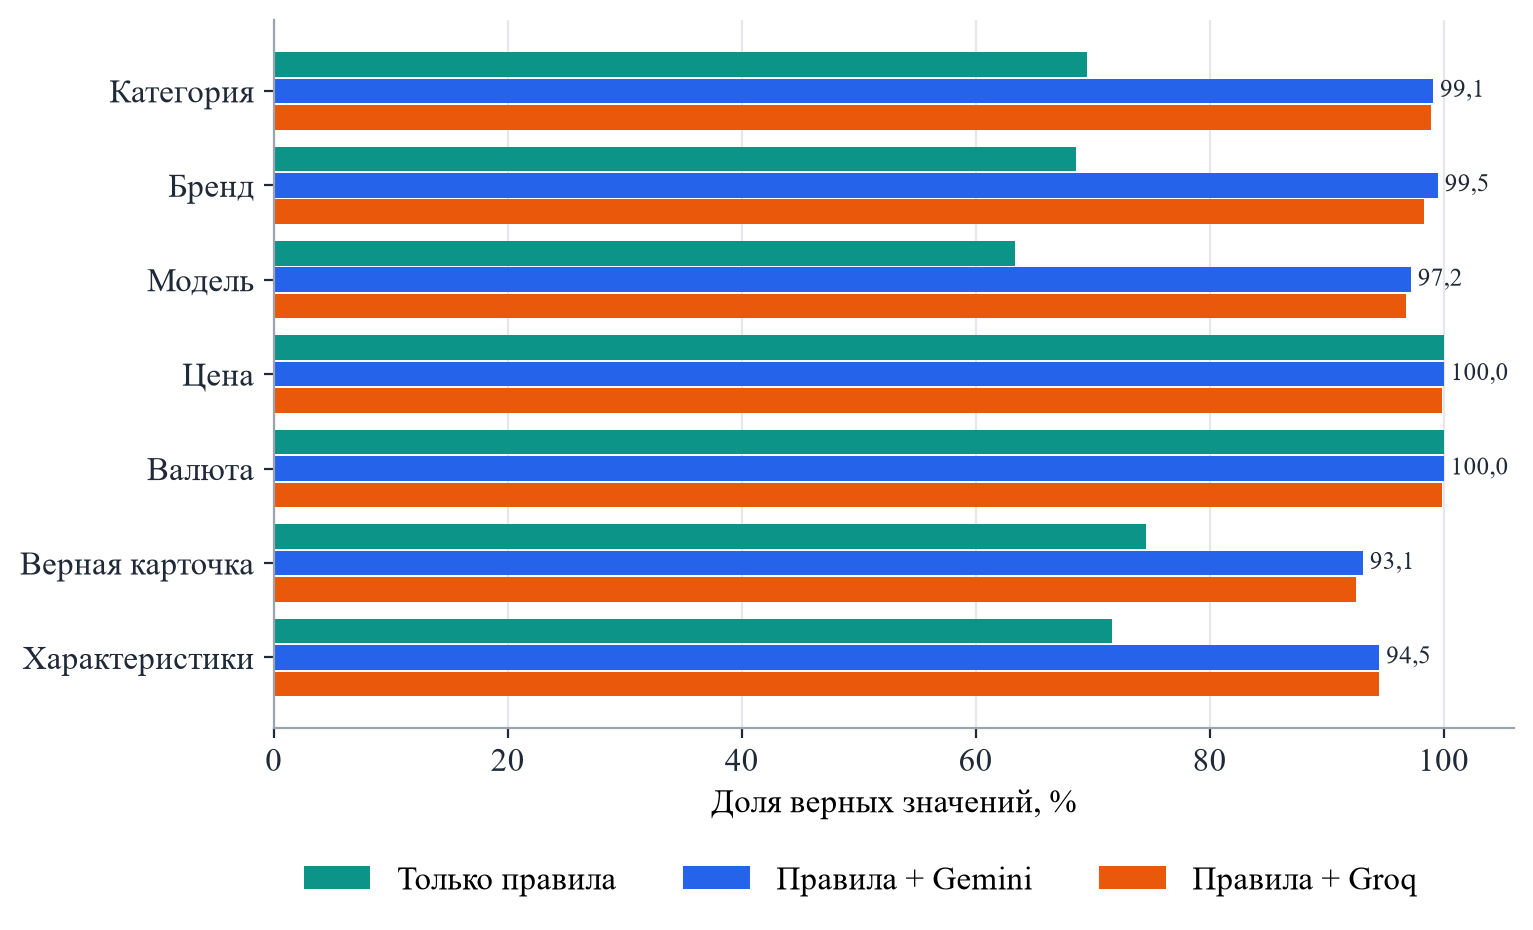 Категория
99,1
Бренд
99,5
Модель
97,2
Цена
100,0
Валюта
100,0
Верная карточка
93,1
Характеристики
94,5
0 20 40 60 80 100
Доля верных значений, %
Только правила Правила + Gemini Правила + Groq